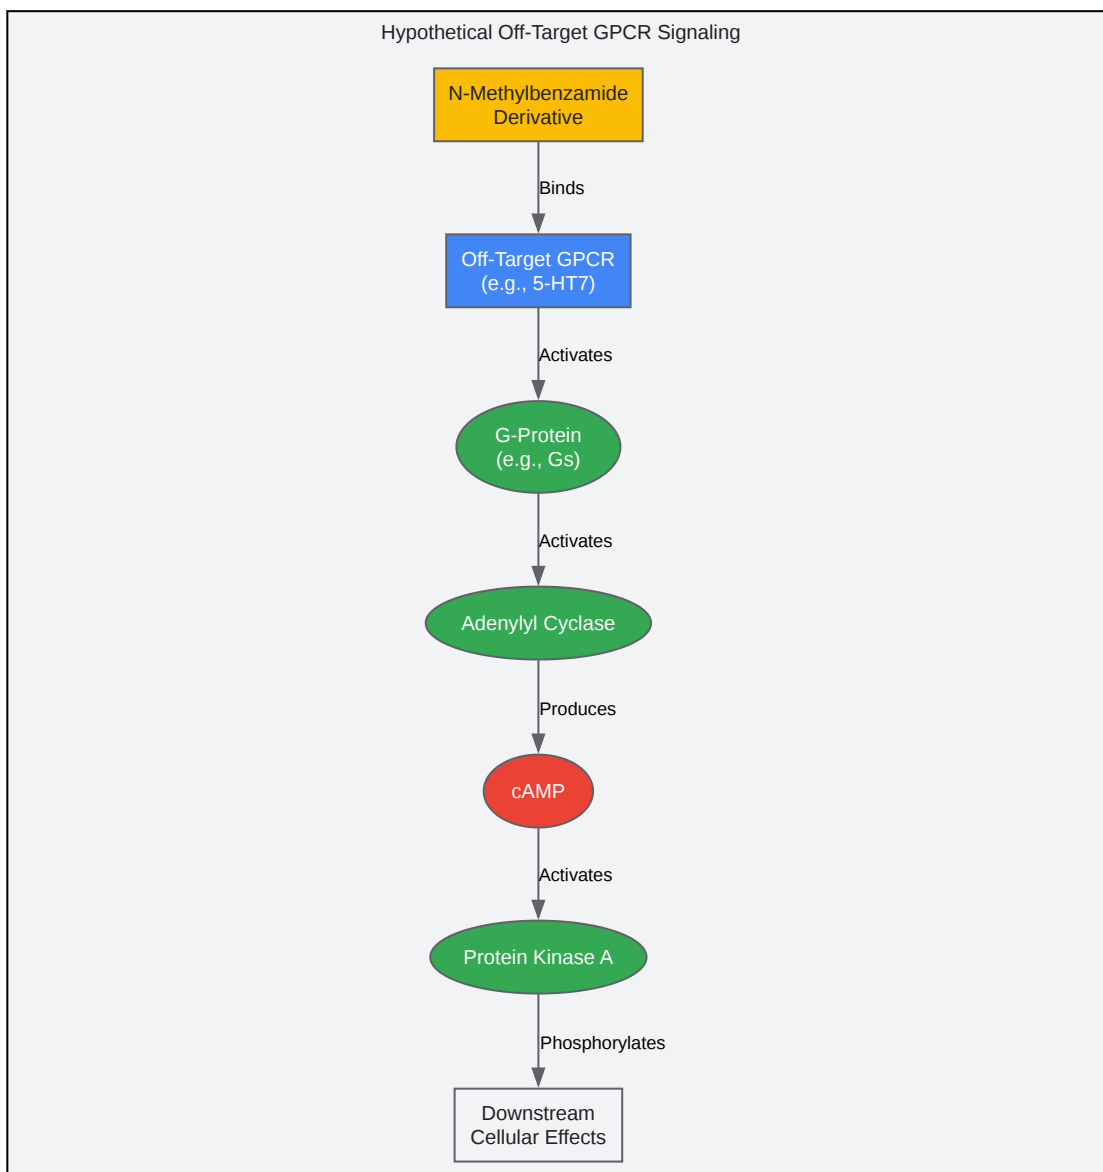 Hypothetical Off-Target GPCR Signaling
N-Methylbenzamide
Derivative
Binds
Off-Target GPCR
(e.g., 5-HT7)
Activates
G-Protein
(e.g., Gs)
Activates
Adenylyl Cyclase
Produces
cAMP
Activates
Protein Kinase A
Phosphorylates
Downstream
Cellular Effects